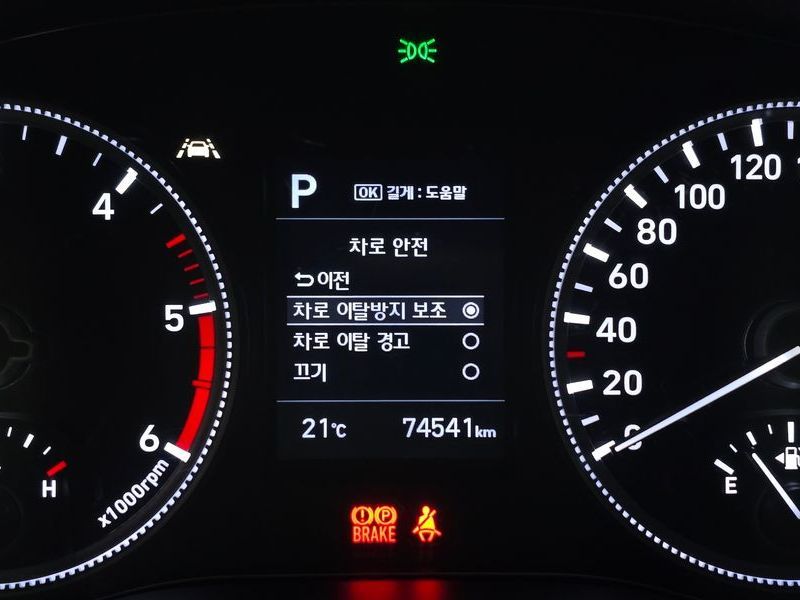 P OK 길게 : 도움말
차로 안전
이전
차로 이탈방지 보조
차로 이탈 경고
끄기
21℃ 74541km
4
5
6
x1000rpm
H
120
100
80
60
40
20
0
E
(!) (P)
BRAKE